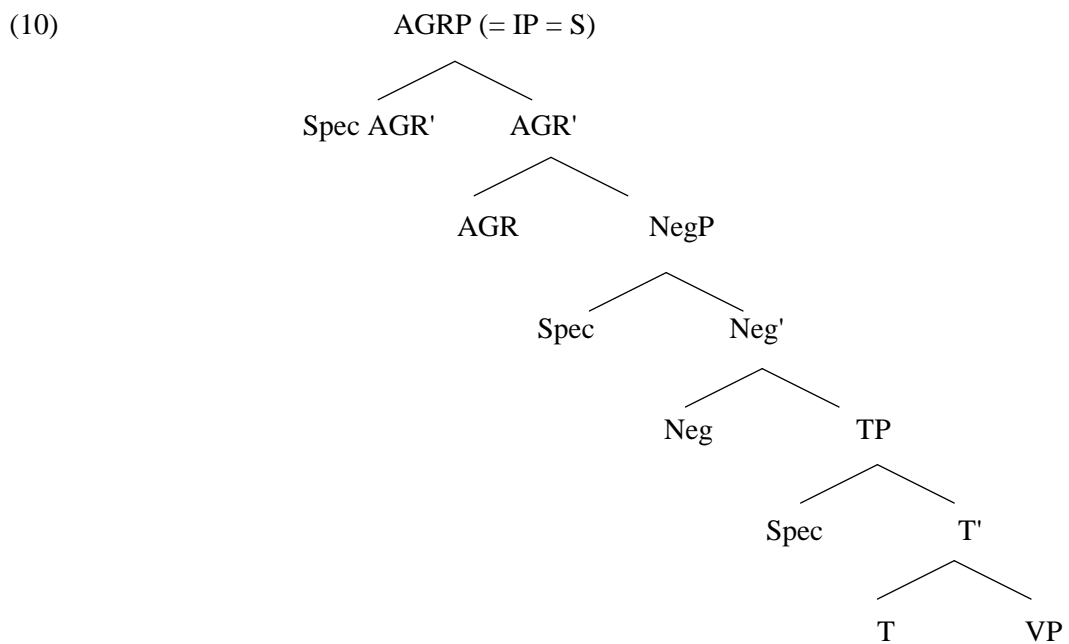 (10) AGRP (= IP = S)
Spec AGR' AGR'
AGR NegP
Spec Neg'
Neg TP
Spec T'
T VP